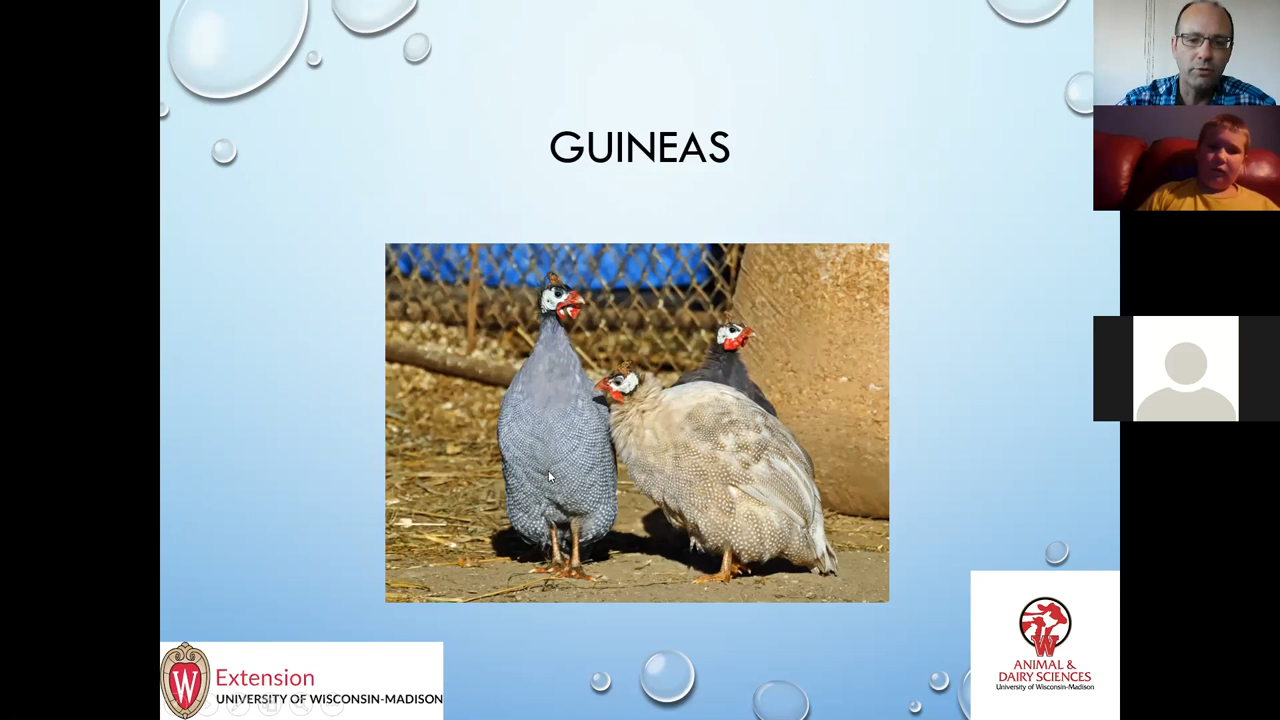 GUINEAS
W
Extension
UNIVERSITY OF WISCONSIN-MADISON
W
ANIMAL &
DAIRY SCIENCES
University of Wisconsin-Madison